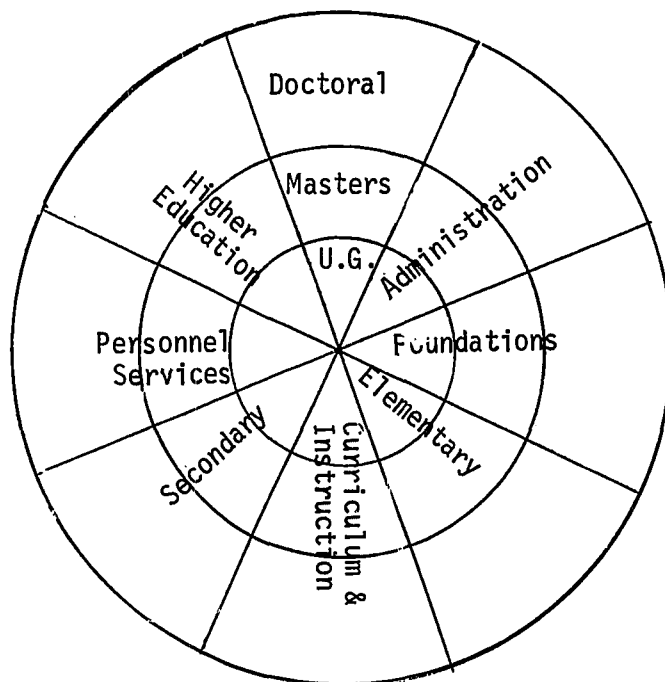 Doctoral
Masters
U.G.
Higher
Education
Administration
Personnel
Services
Foundations
Elementary
Secondary
Curriculum &
Instruction